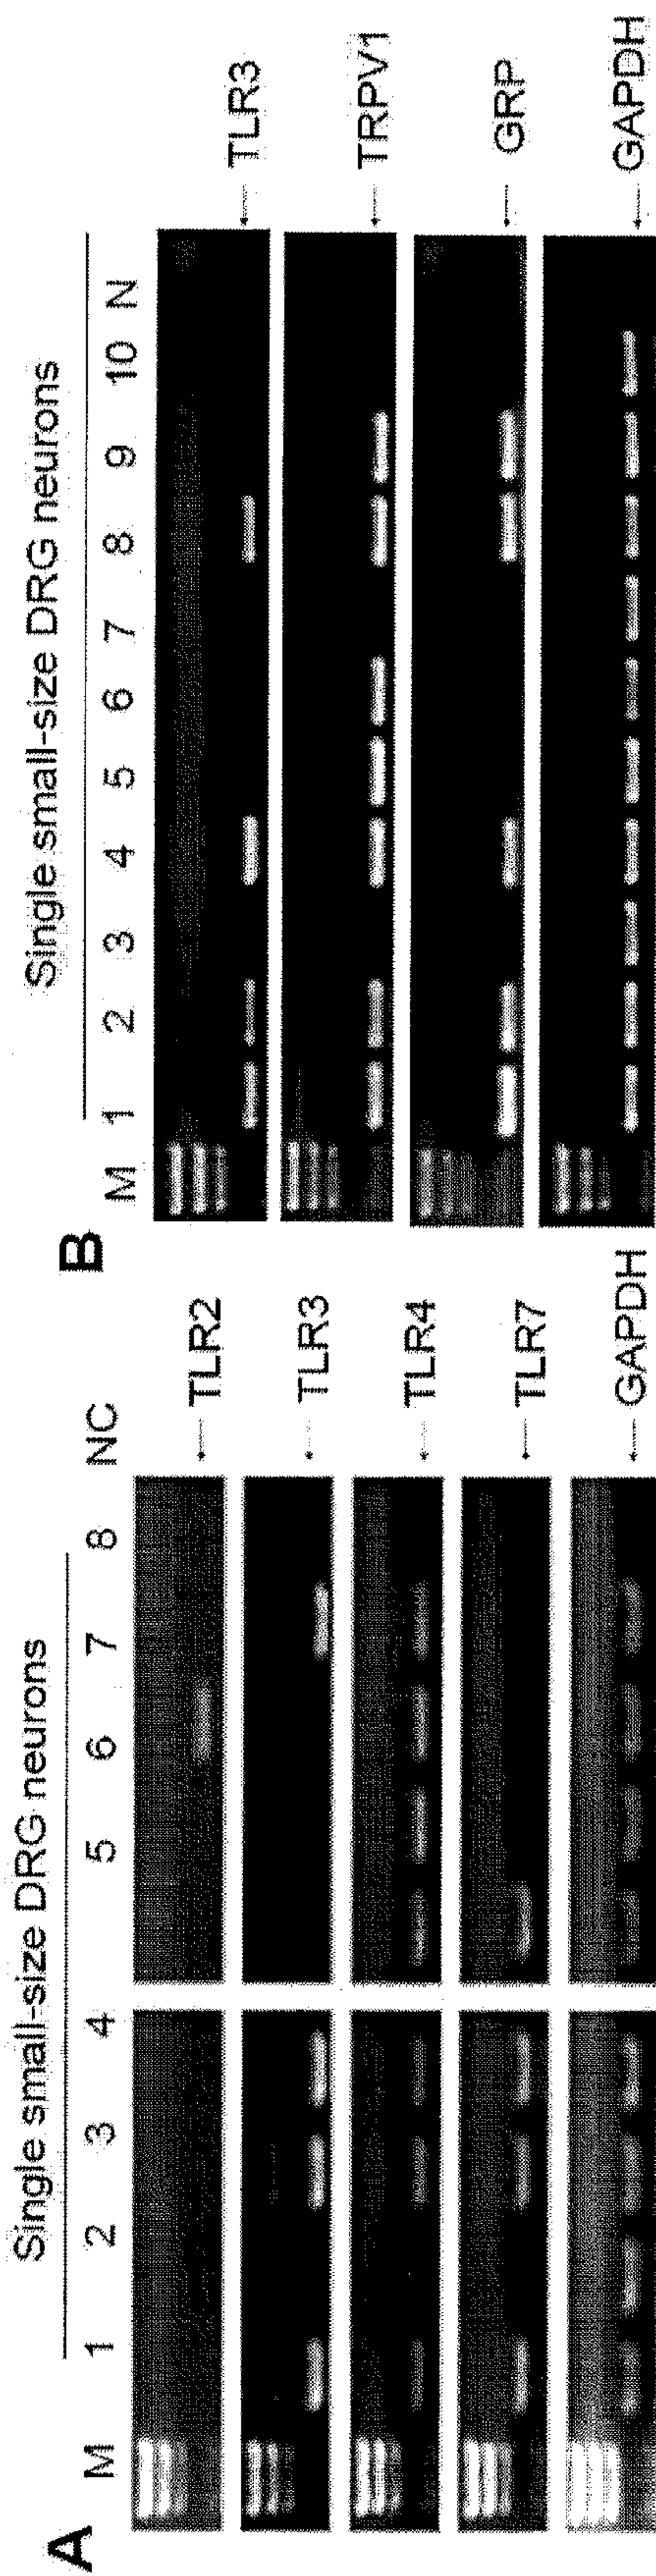 A
Single small-size DRG neurons
M 1 2 3 4 5 6 7 8 NC
TLR2
TLR3
TLR4
TLR7
GAPDH
B
Single small-size DRG neurons
M 1 2 3 4 5 6 7 8 9 10 N
TLR3
TRPV1
GRP
GAPDH